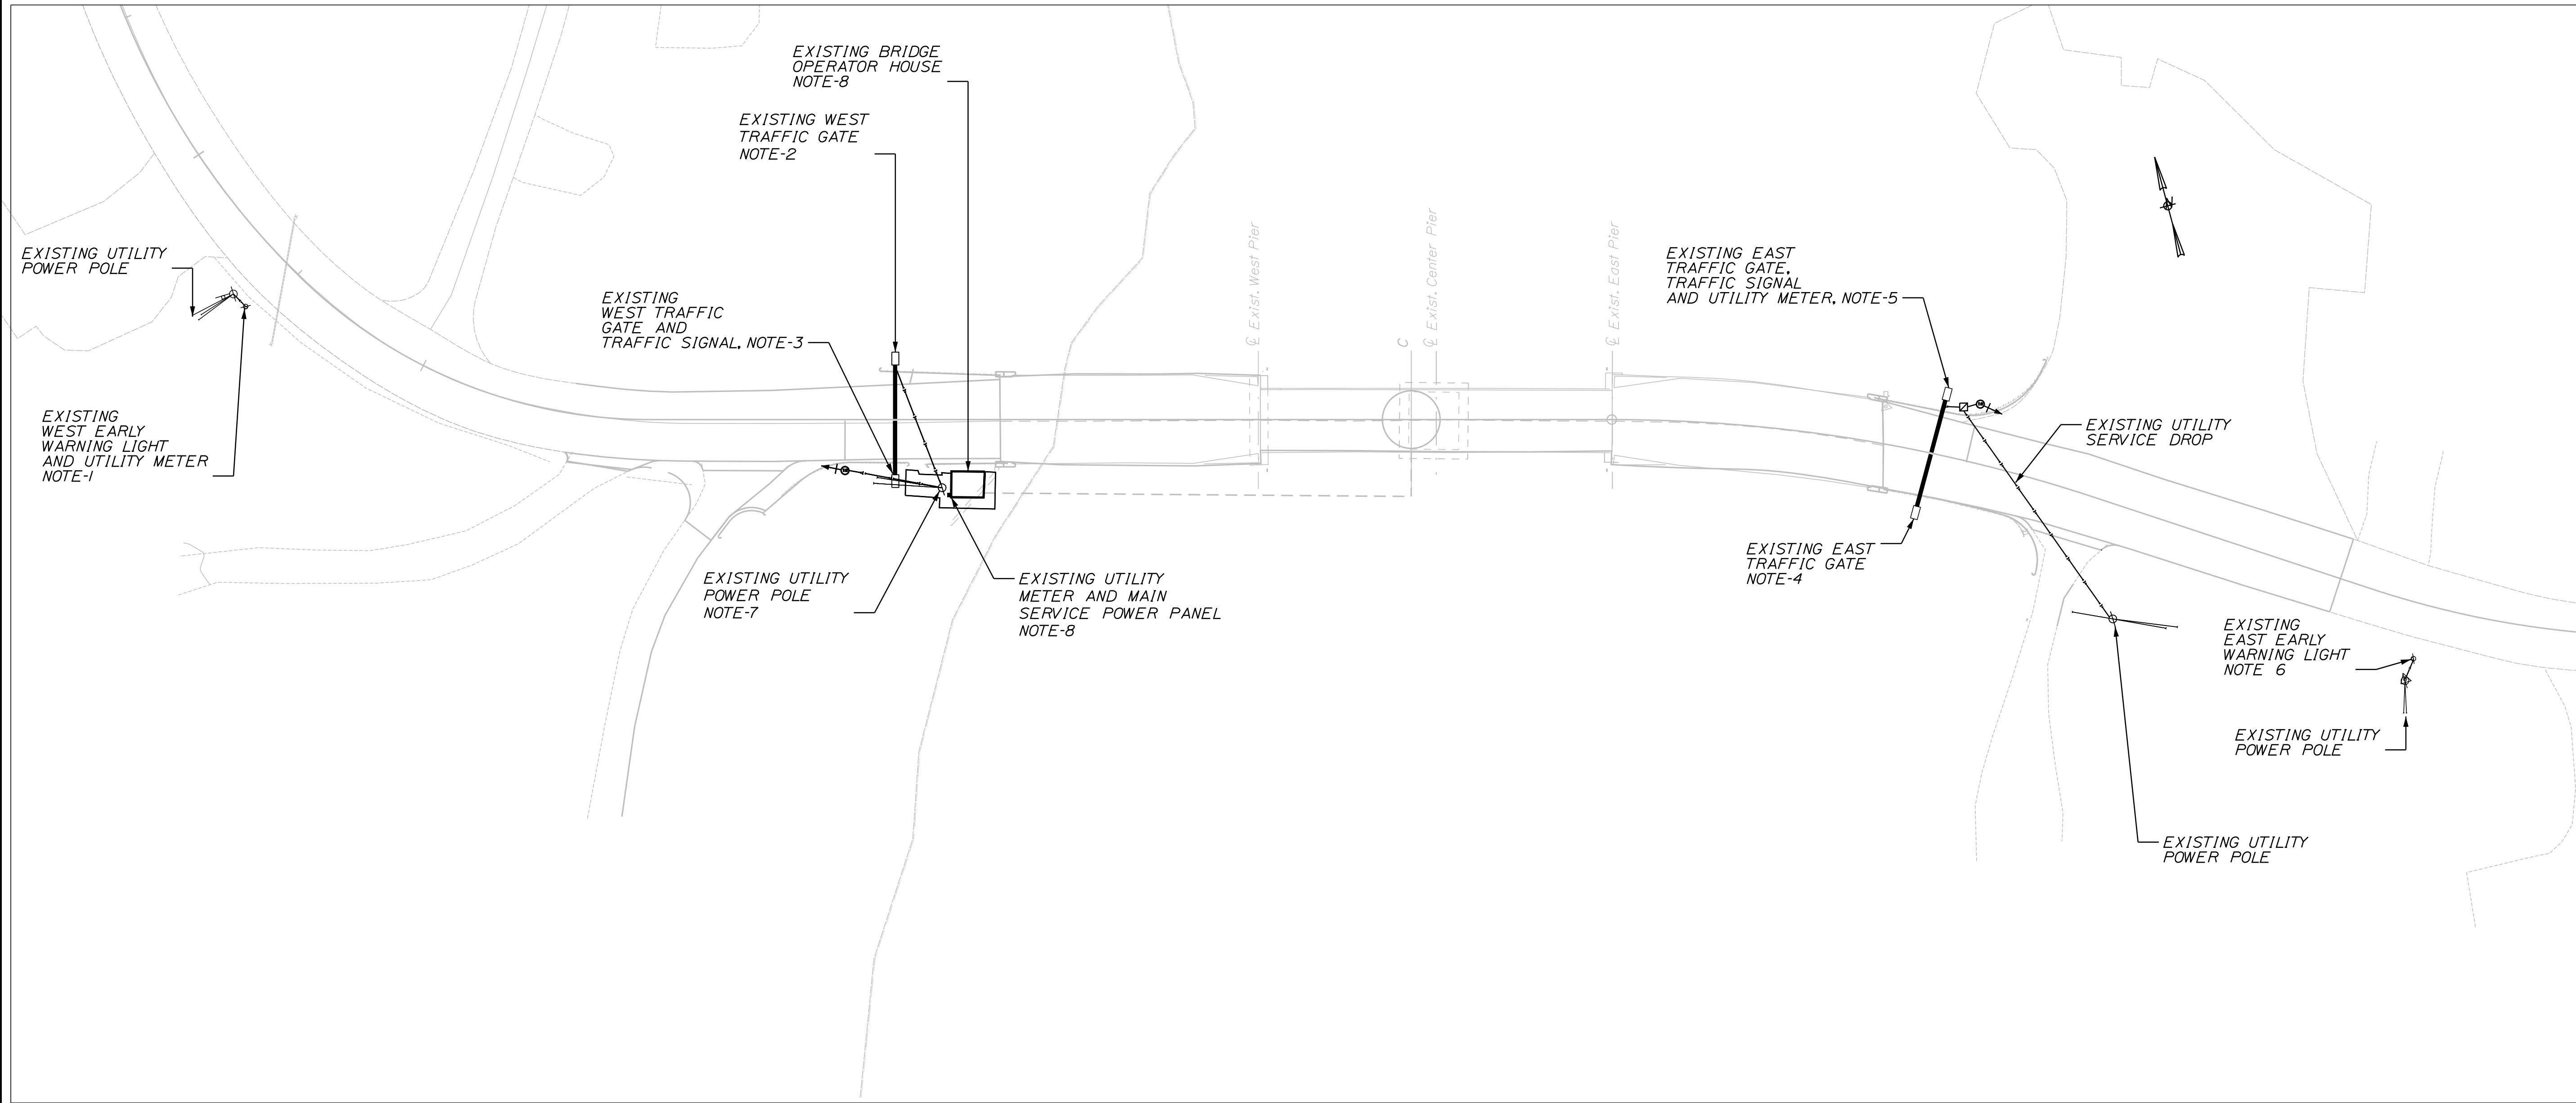 EXISTING BRIDGE
OPERATOR HOUSE
NOTE-8
EXISTING WEST
TRAFFIC GATE
NOTE-2
EXISTING UTILITY
POWER POLE
EXISTING
WEST TRAFFIC
GATE AND
TRAFFIC SIGNAL, NOTE-3
℄ Exist. West Pier
C
℄ Exist. Center Pier
℄ Exist. East Pier
EXISTING EAST
TRAFFIC GATE,
TRAFFIC SIGNAL
AND UTILITY METER, NOTE-5
EXISTING
WEST EARLY
WARNING LIGHT
AND UTILITY METER
NOTE-1
EXISTING UTILITY
SERVICE DROP
EXISTING UTILITY
POWER POLE
NOTE-7
EXISTING UTILITY
METER AND MAIN
SERVICE POWER PANEL
NOTE-8
EXISTING EAST
TRAFFIC GATE
NOTE-4
EXISTING
EAST EARLY
WARNING LIGHT
NOTE 6
EXISTING UTILITY
POWER POLE
EXISTING UTILITY
POWER POLE